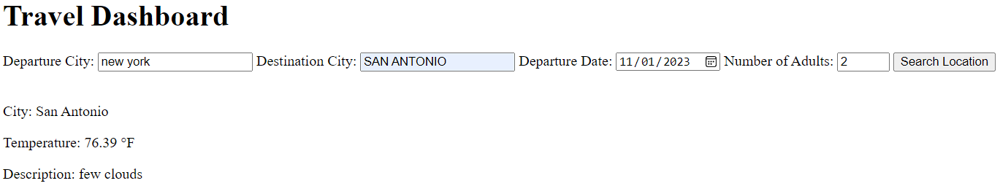 Travel Dashboard
Departure City: new york Destination City: SAN ANTONIO Departure Date: 11/01/2023 Number of Adults: 2 Search Location
City: San Antonio
Temperature: 76.39 °F
Description: few clouds